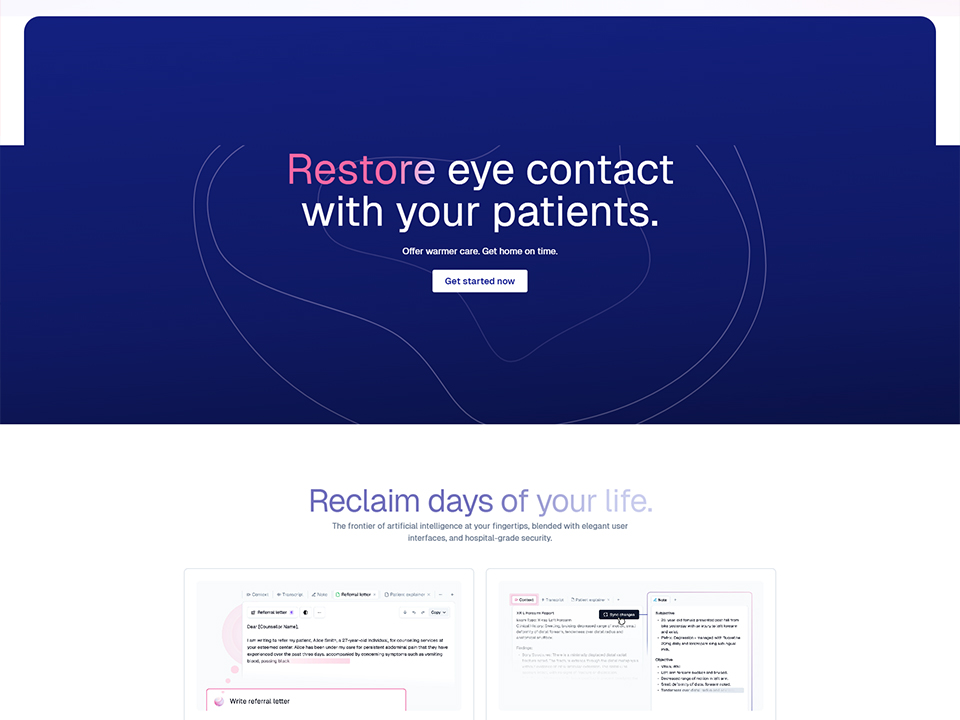 Restore eye contact
with your patients.
Offer warmer care. Get home on time.
Get started now
Reclaim days of your life.
The frontier of artificial intelligence at your fingertips, blended with elegant user
interfaces, and hospital-grade security.
Context Transcript Note Referral letter Patient explainer
Referral letter Copy
Dear [Counsellor Name],
I am writing to refer my patient, Alice Smith, a 27-year-old individual, for counseling services at
your esteemed center. Alice has been under my care for persistent abdominal pain that they have
experienced over the past three days, accompanied by concerning symptoms such as vomiting
blood, passing black
Write referral letter
Context Transcript Patient explainer
Sync changes
Findings:
Note
Subjective:
Objective: